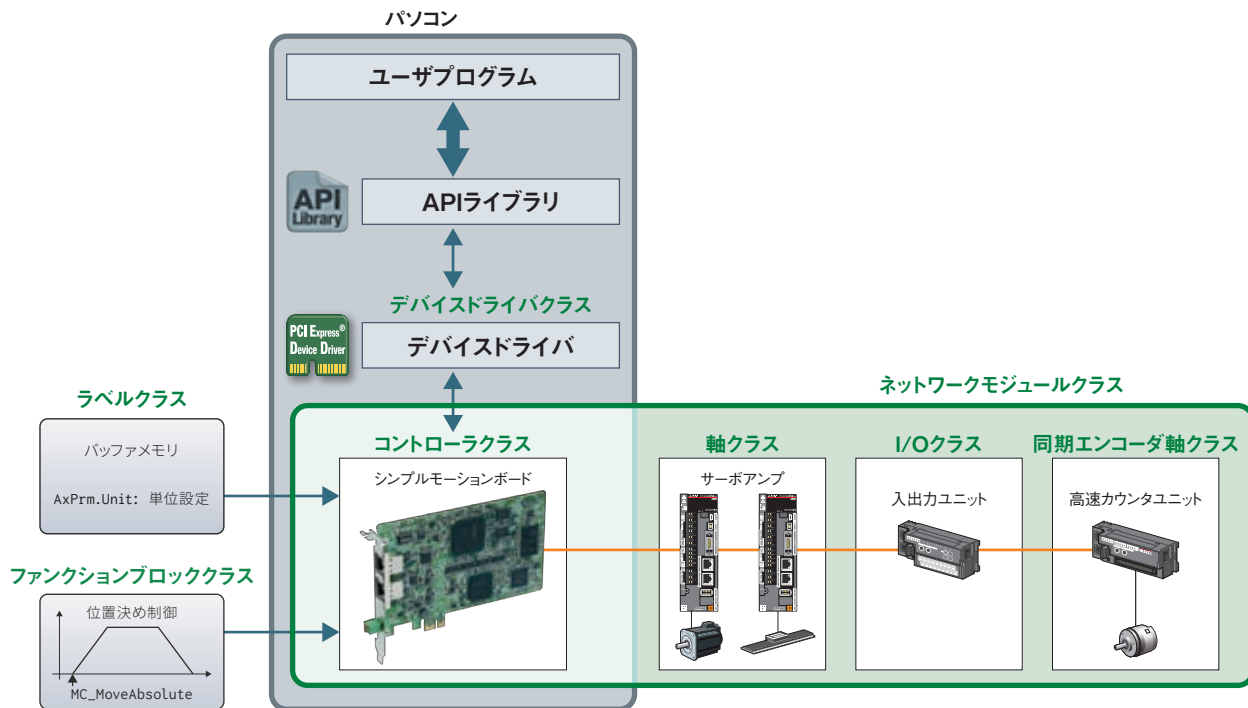 パソコン
ユーザプログラム
API
Library
APIライブラリ
デバイスドライバクラス
PCI Express®
Device Driver
デバイスドライバ
ラベルクラス
バッファメモリ
AxPrm.Unit: 単位設定
ファンクションブロッククラス
位置決め制御
MC_MoveAbsolute
ネットワークモジュールクラス
コントローラクラス
シンプルモーションボード
軸クラス
サーボアンプ
I/Oクラス
入出力ユニット
同期エンコーダ軸クラス
高速カウンタユニット